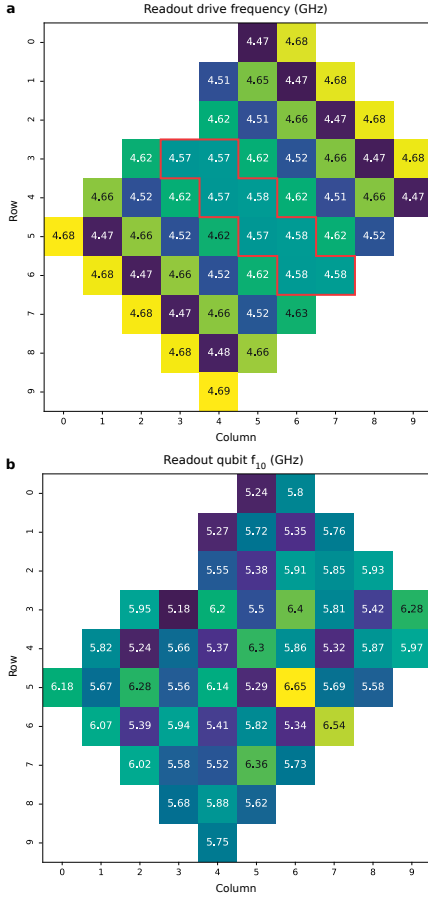 a
Readout drive frequency (GHz)
0 4.47 4.68
1 4.51 4.65 4.47 4.68
2 4.62 4.51 4.66 4.47 4.68
3 4.62 4.57 4.57 4.62 4.52 4.66 4.47 4.68
4 4.66 4.52 4.62 4.57 4.58 4.62 4.51 4.66 4.47
5 4.68 4.47 4.66 4.52 4.62 4.57 4.58 4.62 4.52
6 4.68 4.47 4.66 4.52 4.62 4.58 4.58
7 4.68 4.47 4.66 4.52 4.63
8 4.68 4.48 4.66
9 4.69
Row
0 1 2 3 4 5 6 7 8 9
Column
b
Readout qubit f10 (GHz)
0 5.24 5.8
1 5.27 5.72 5.35 5.76
2 5.55 5.38 5.91 5.85 5.93
3 5.95 5.18 6.2 5.5 6.4 5.81 5.42 6.28
4 5.82 5.24 5.66 5.37 6.3 5.86 5.32 5.87 5.97
5 6.18 5.67 6.28 5.56 6.14 5.29 6.65 5.69 5.58
6 6.07 5.39 5.94 5.41 5.82 5.34 6.54
7 6.02 5.58 5.52 6.36 5.73
8 5.68 5.88 5.62
9 5.75
Row
0 1 2 3 4 5 6 7 8 9
Column